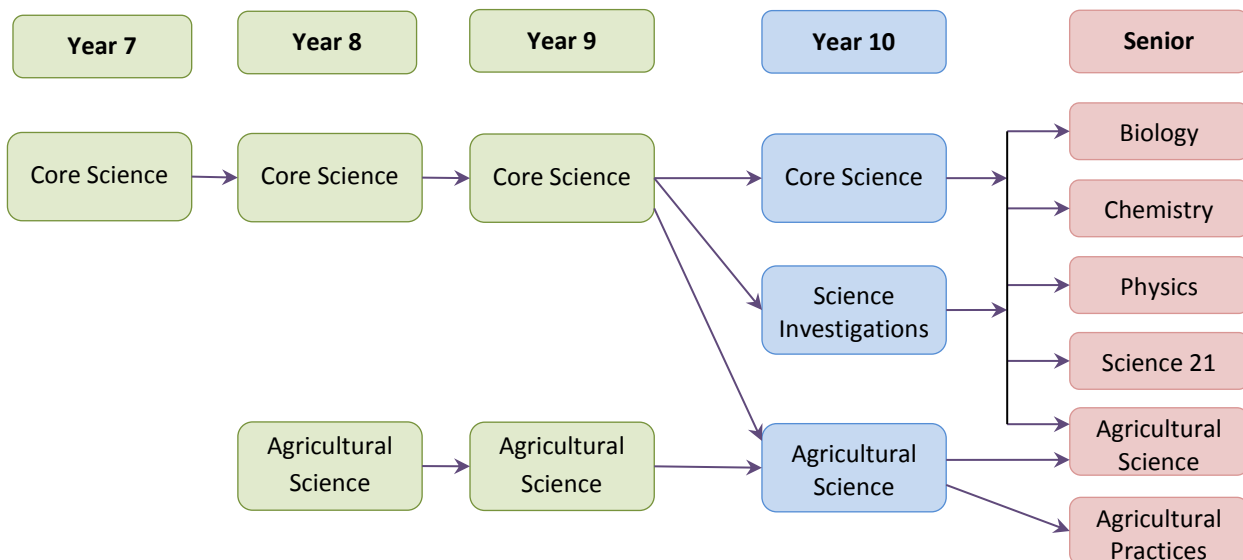 Year 7
Year 8
Year 9
Year 10
Senior
Core Science
Core Science
Core Science
Core Science
Biology
Chemistry
Science
Investigations
Physics
Science 21
Agricultural
Science
Agricultural
Science
Agricultural
Science
Agricultural
Science
Agricultural
Practices